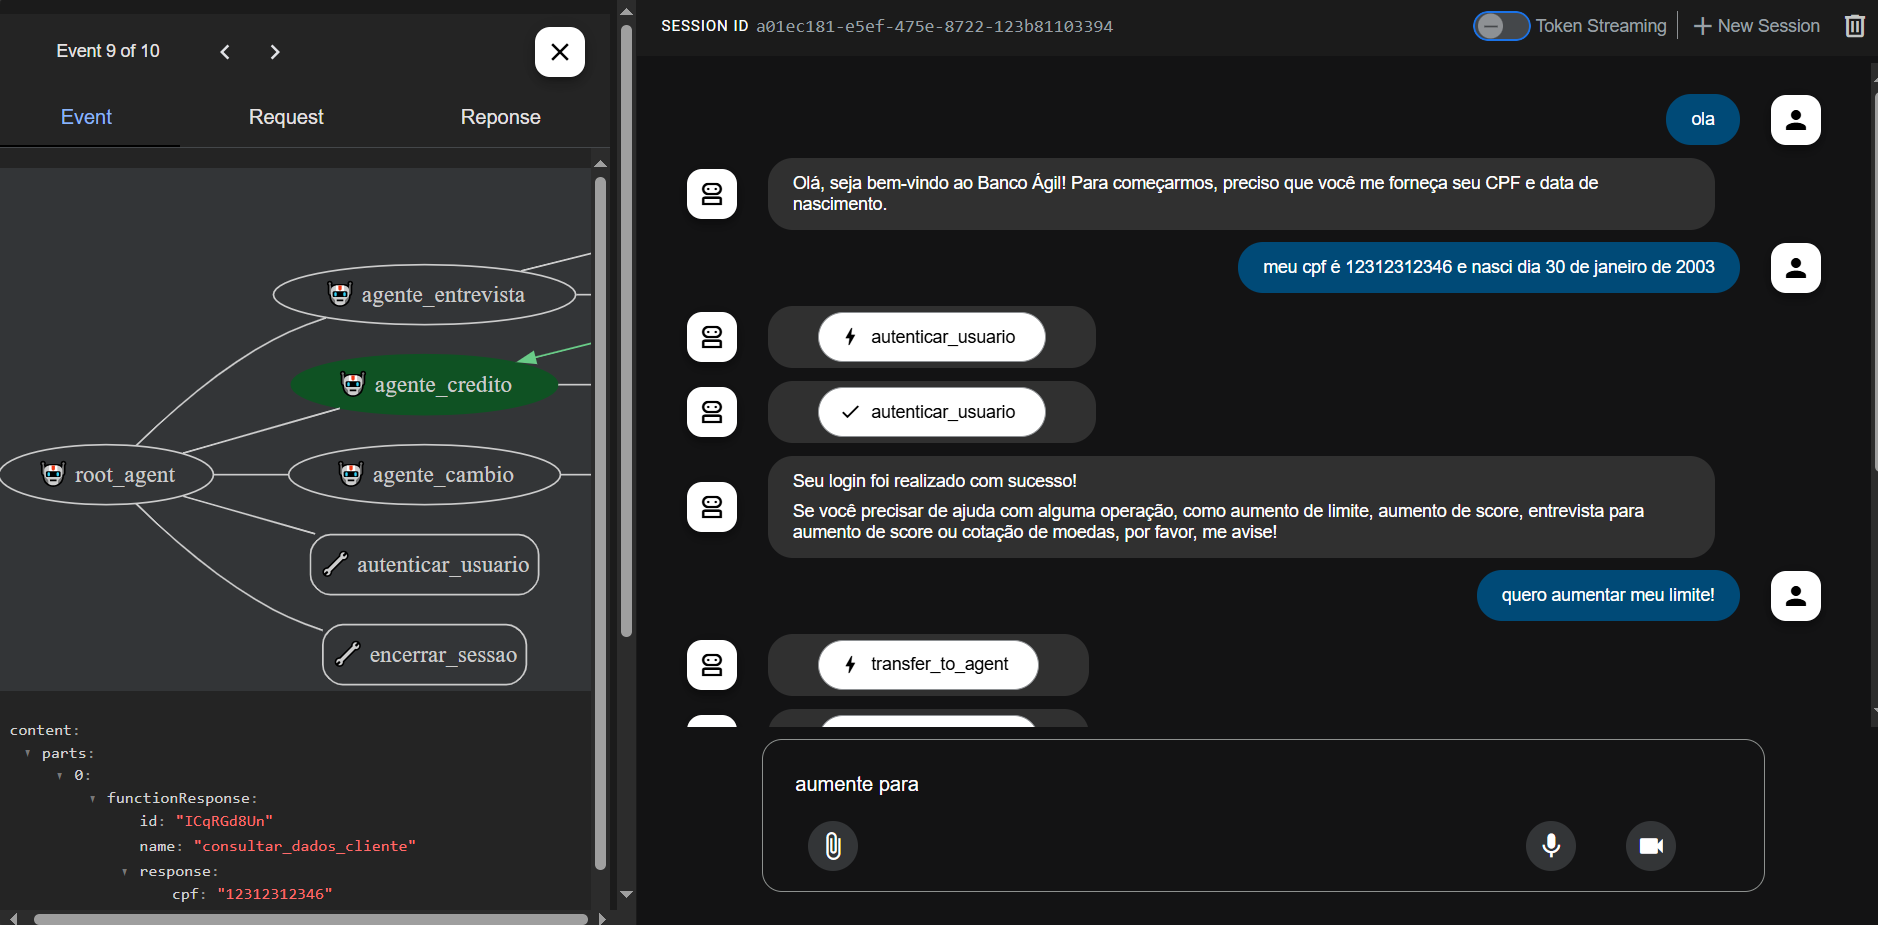 Event 9 of 10
Event
Request
Reponse
agente_entrevista
agente_credito
root_agent
agente_cambio
autenticar_usuario
encerrar_sessao
content:
parts:
0:
functionResponse:
id: "ICqRGd8Un"
name: "consultar_dados_cliente"
response:
cpf: "12312312346"
SESSION ID a01ec181-e5ef-475e-8722-123b81103394
Token Streaming
New Session
ola
Olá, seja bem-vindo ao Banco Ágil! Para começarmos, preciso que você me forneça seu CPF e data de
nascimento.
meu cpf é 12312312346 e nasci dia 30 de janeiro de 2003
autenticar_usuario
autenticar_usuario
Seu login foi realizado com sucesso!
Se você precisar de ajuda com alguma operação, como aumento de limite, aumento de score, entrevista para
aumento de score ou cotação de moedas, por favor, me avise!
quero aumentar meu limite!
transfer_to_agent
aumente para